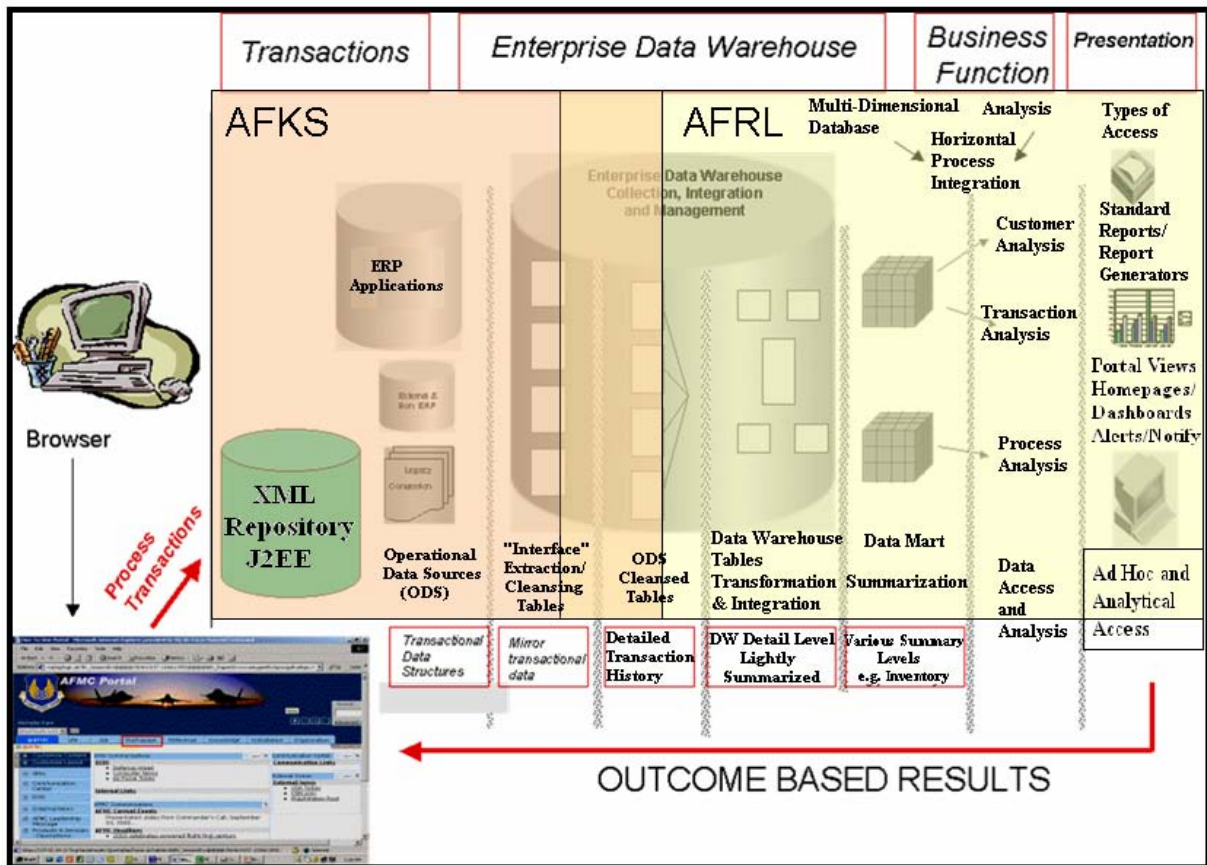 Transactions
Enterprise Data Warehouse
Business
Function
Presentation
AFKS
AFRL
Multi-Dimensional
Database
Analysis
Horizontal
Process
Integration
Types of
Access
Enterprise Data Warehouse
Collection, Integration
and Management
ERP
Applications
Customer
Analysis
Standard
Reports/
Report
Generators
Transaction
Analysis
External &
Non ERP
Portal Views
Homepages/
Dashboards
Alerts/Notify
Browser
Legacy
Process
Analysis
XML
Repository
J2EE
Process
Transactions
Operational
Data Sources
(ODS)
"Interface"
Extraction/
Cleansing
Tables
ODS
Cleansed
Tables
Data Warehouse
Tables
Transformation
& Integration
Data Mart
Summarization
Data
Access
and
Analysis
Ad Hoc and
Analytical
Access
Transactional
Data
Structures
Mirror
transactional
data
Detailed
Transaction
History
DW Detail Level
Lightly
Summarized
Various Summary
Levels
e.g. Inventory
AFMC Portal
OUTCOME BASED RESULTS